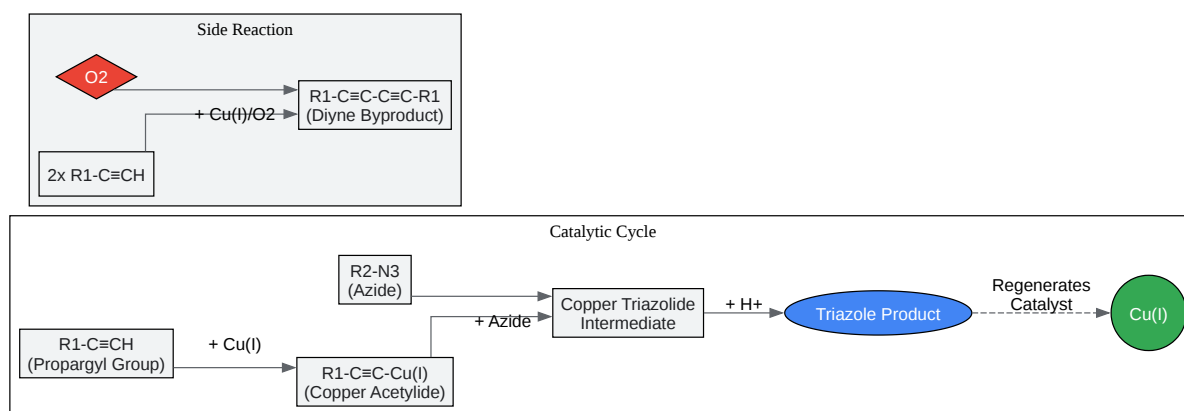 Side Reaction
O2
R1-C≡C-C≡C-R1
(Diyne Byproduct)
+ Cu(I)/O2
2x R1-C≡CH
Catalytic Cycle
R2-N3
(Azide)
Copper Triazolide
Intermediate
+ H+
Triazole Product
Regenerates
Catalyst
Cu(I)
+ Azide
R1-C≡CH
(Propargyl Group)
+ Cu(I)
R1-C≡C-Cu(I)
(Copper Acetylide)